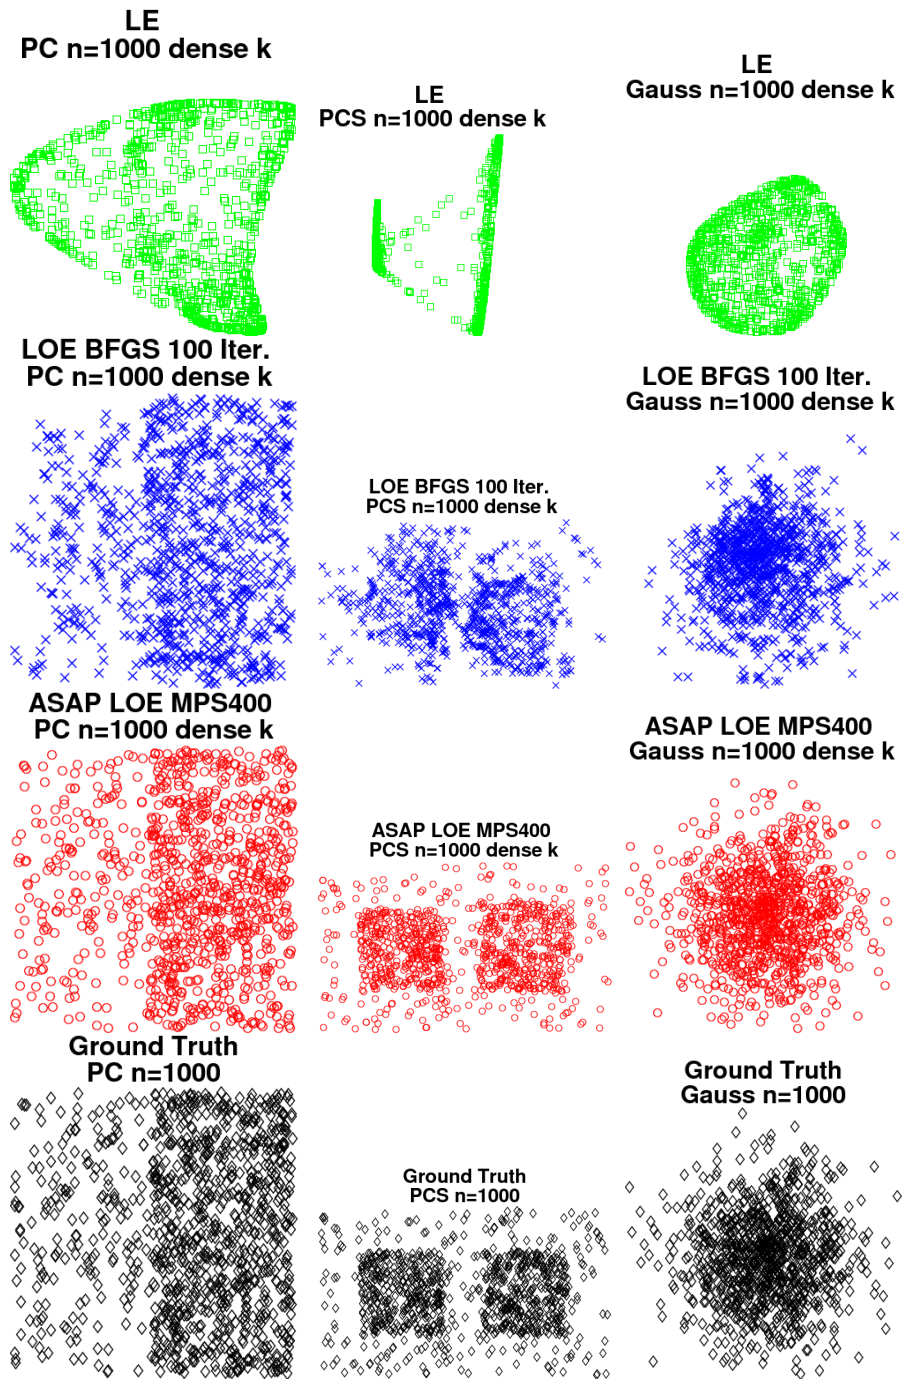 LE
PC n=1000 dense k
LE
PCS n=1000 dense k
LE
Gauss n=1000 dense k
LOE BFGS 100 Iter.
PC n=1000 dense k
LOE BFGS 100 Iter.
PCS n=1000 dense k
LOE BFGS 100 Iter.
Gauss n=1000 dense k
ASAP LOE MPS400
PC n=1000 dense k
ASAP LOE MPS400
PCS n=1000 dense k
ASAP LOE MPS400
Gauss n=1000 dense k
Ground Truth
PC n=1000
Ground Truth
PCS n=1000
Ground Truth
Gauss n=1000